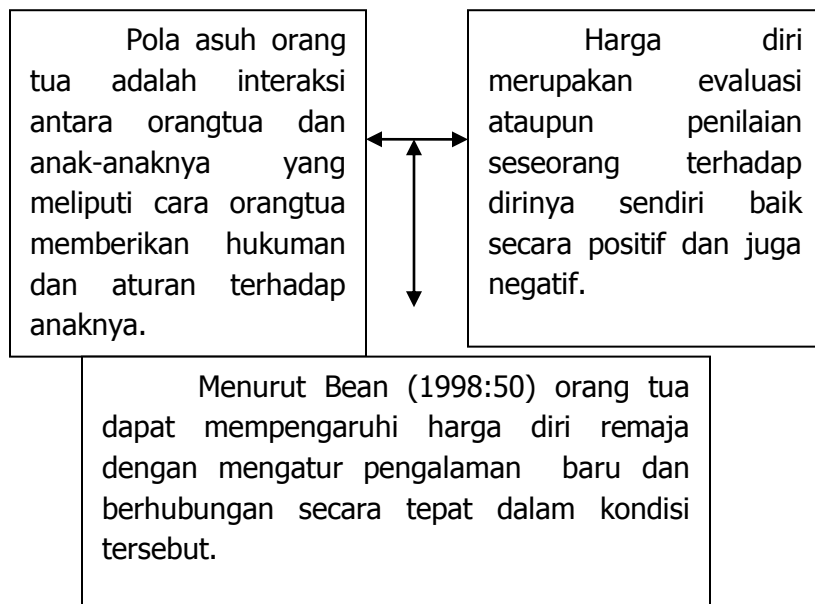 Pola asuh orang
tua adalah interaksi
antara orangtua dan
anak-anaknya yang
meliputi cara orangtua
memberikan hukuman
dan aturan terhadap
anaknya.
Harga diri
merupakan evaluasi
ataupun penilaian
seseorang terhadap
dirinya sendiri baik
secara positif dan juga
negatif.
Menurut Bean (1998:50) orang tua
dapat mempengaruhi harga diri remaja
dengan mengatur pengalaman baru dan
berhubungan secara tepat dalam kondisi
tersebut.